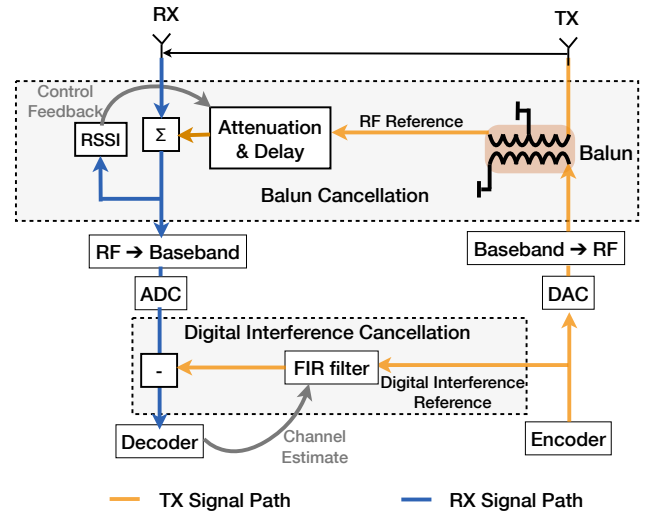 RX
TX
Control
Feedback
RSSI
Σ
Attenuation
& Delay
RF Reference
Balun
Balun Cancellation
RF ➔ Baseband
Baseband ➔ RF
ADC
DAC
Digital Interference Cancellation
-
FIR filter
Digital Interference
Reference
Decoder
Channel
Estimate
Encoder
TX Signal Path
RX Signal Path